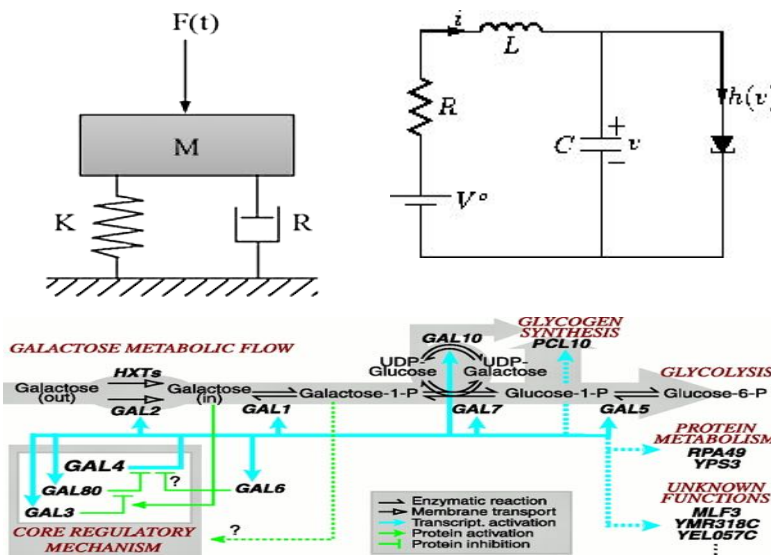 F(t)
M
K
R
i
L
R
C
+
v
−
h(v)
V°
GALACTOSE METABOLIC FLOW
GLYCOGEN
SYNTHESIS
GAL10
PCL10
HXTs
UDP-
Glucose
UDP-
Galactose
GLYCOLYSIS
Galactose
(out)
Galactose
(in)
Galactose-1-P
Glucose-1-P
Glucose-6-P
GAL2
GAL1
GAL7
GAL5
GAL4
?
GAL80
GAL6
GAL3
?
CORE REGULATORY
MECHANISM
PROTEIN
METABOLISM
RPA49
YPS3
UNKNOWN
FUNCTIONS
MLF3
YMR318C
YEL057C
Enzymatic reaction
Membrane transport
Transcript. activation
Protein activation
Protein inhibition